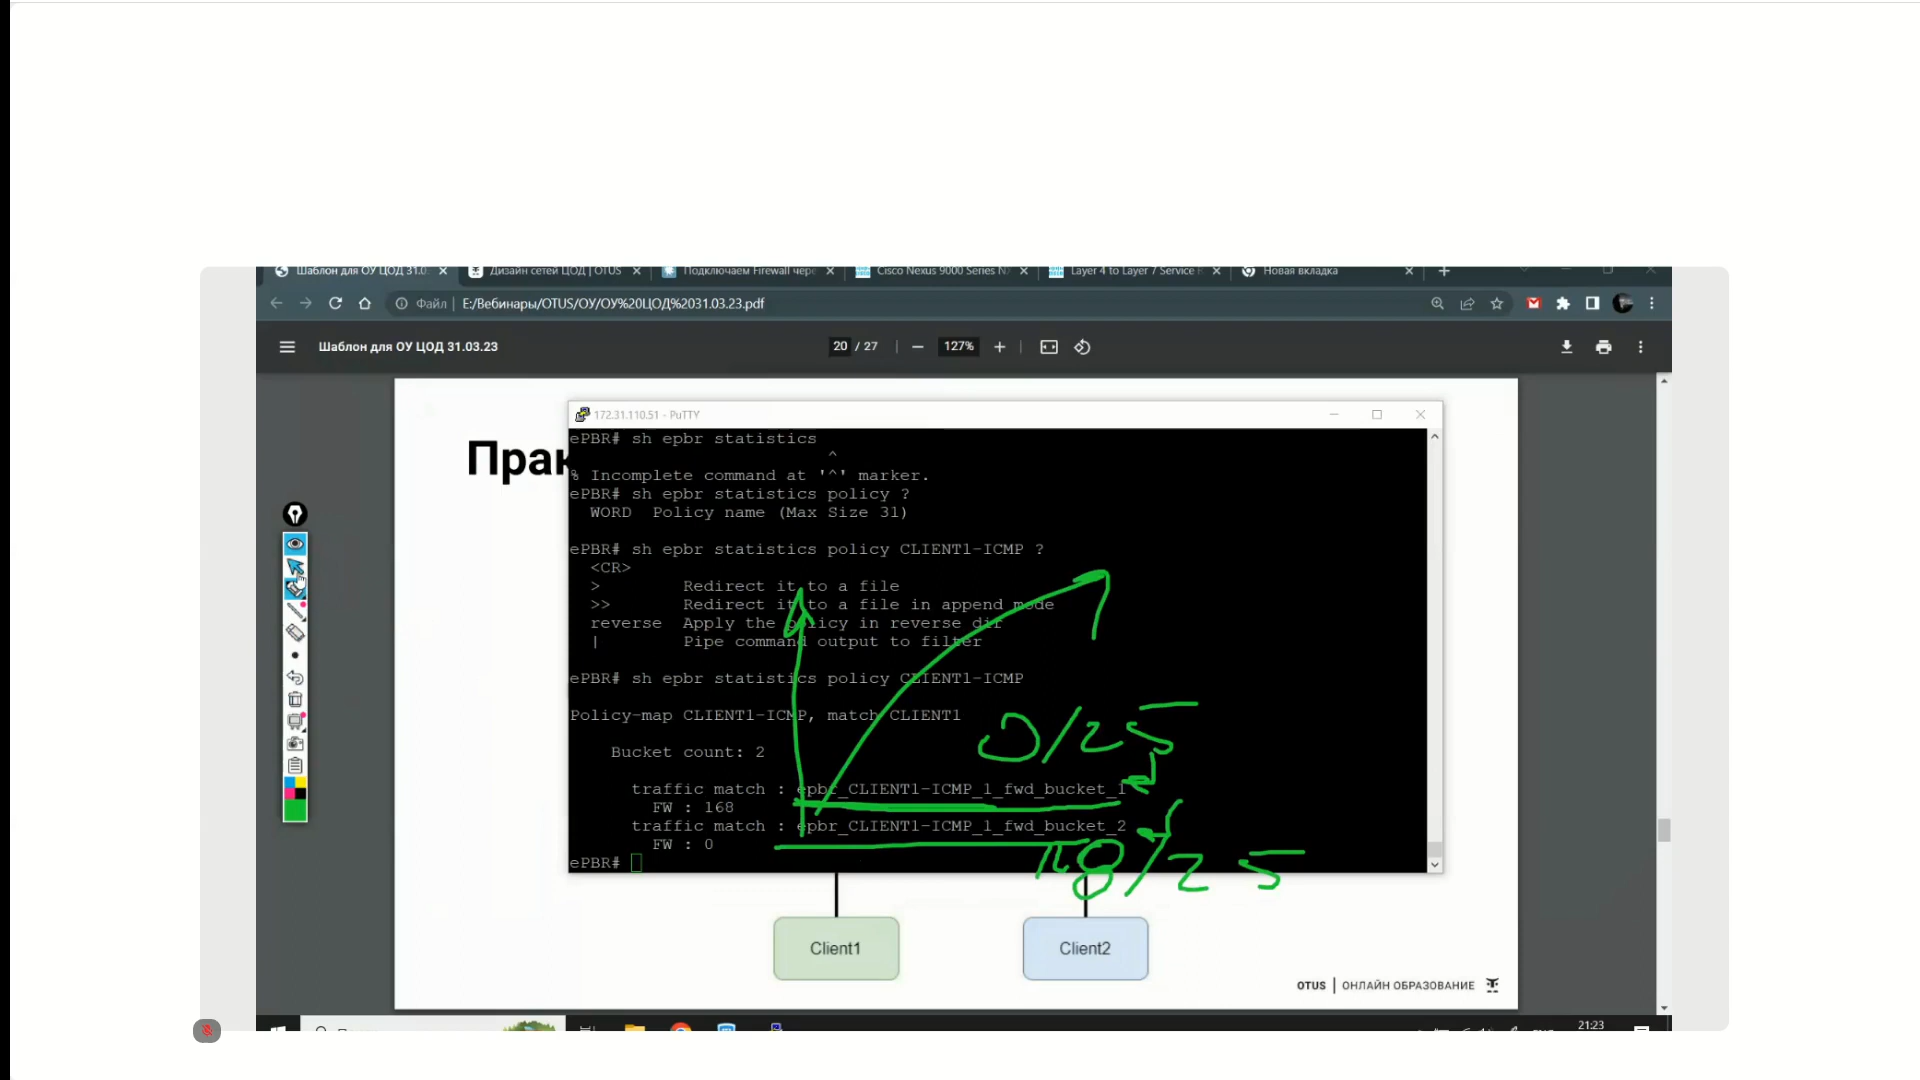 Шаблон для ОУ ЦОД 31.0
Дизайн сетей ЦОД | OTUS
Подключаем Firewall чере
Cisco Nexus 9000 Series N
Layer 4 to Layer 7 Service
Новая вкладка
Файл | E:/Вебинары/OTUS/ОУ/ОУ%20ЦОД%2031.03.23.pdf
Шаблон для ОУ ЦОД 31.03.23
20 / 27
127%
Прак
172.31.110.51 - PuTTY
ePBR# sh epbr statistics
^
% Incomplete command at '^' marker.
ePBR# sh epbr statistics policy ?
WORD Policy name (Max Size 31)
ePBR# sh epbr statistics policy CLIENT1-ICMP ?
<CR>
> Redirect it to a file
>> Redirect it to a file in append mode
reverse Apply the policy in reverse dir
| Pipe command output to filter
ePBR# sh epbr statistics policy CLIENT1-ICMP
Policy-map CLIENT1-ICMP, match CLIENT1
Bucket count: 2
0/25
traffic match : epbr_CLIENT1-ICMP_1_fwd_bucket_1
FW : 168
traffic match : epbr_CLIENT1-ICMP_1_fwd_bucket_2
FW : 0
ePBR#
Client1
Client2
OTUS | ОНЛАЙН ОБРАЗОВАНИЕ
21:23